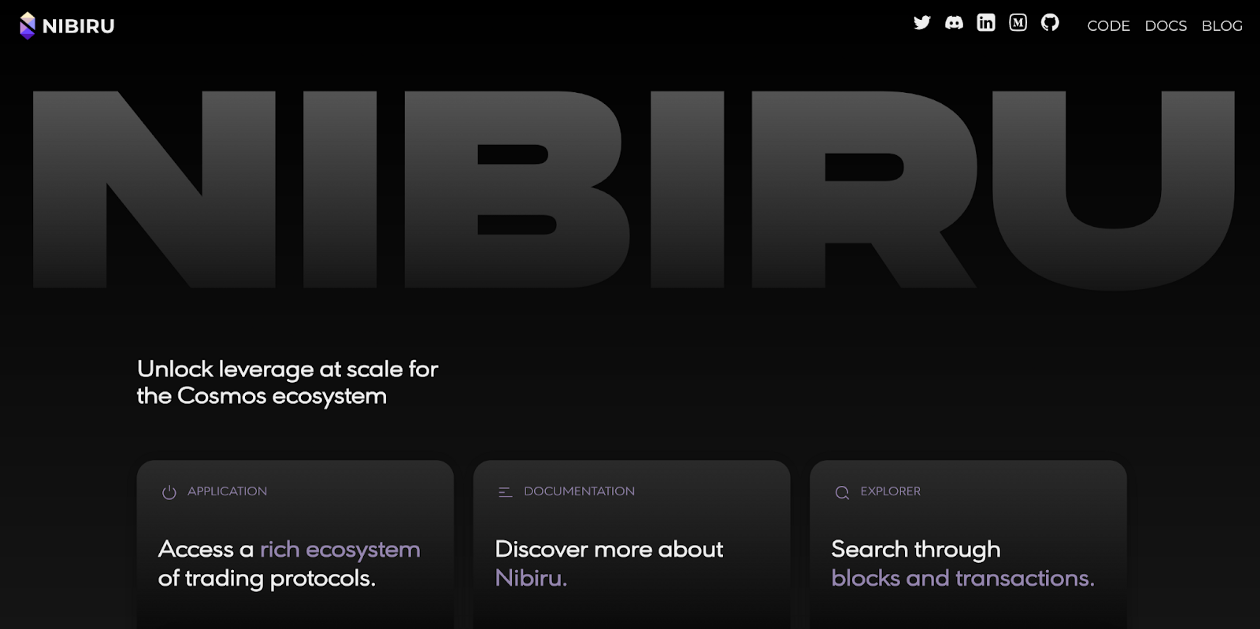 NIBIRU
CODE DOCS BLOG
NIBIRU
Unlock leverage at scale for
the Cosmos ecosystem
APPLICATION
Access a rich ecosystem
of trading protocols.
DOCUMENTATION
Discover more about
Nibiru.
EXPLORER
Search through
blocks and transactions.